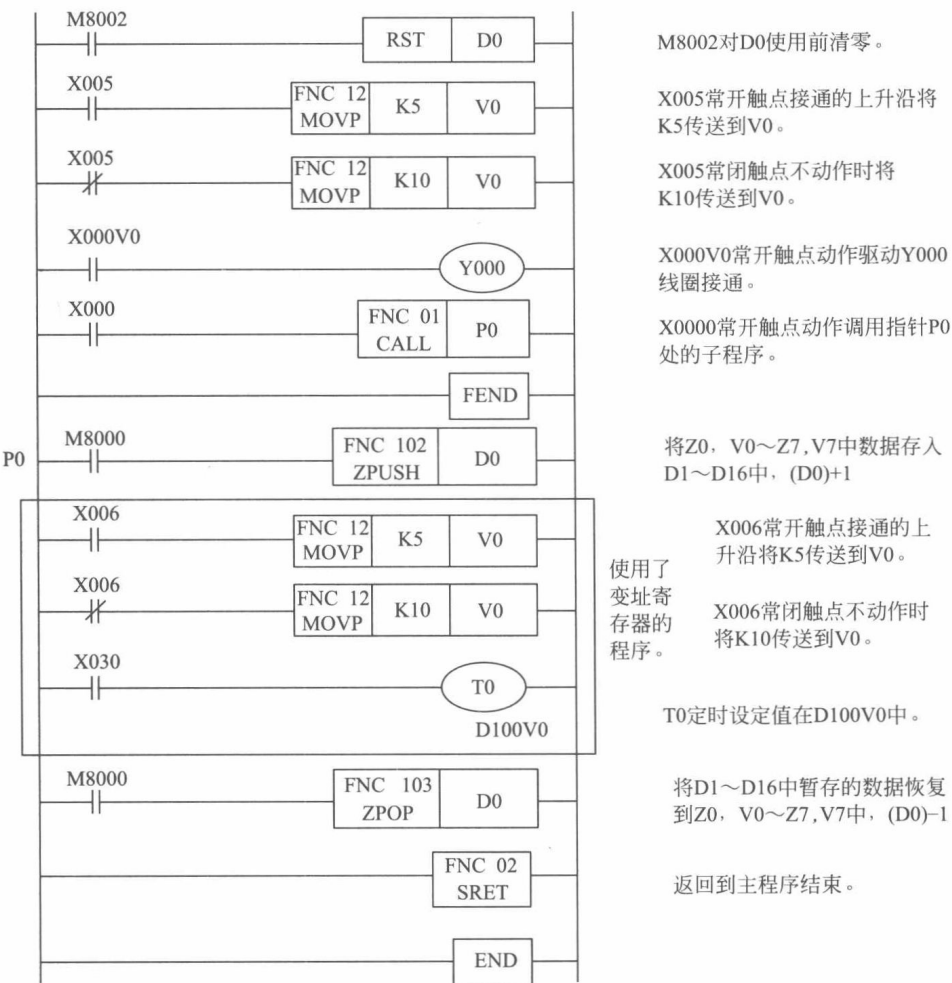 M8002
RST D0
M8002对D0使用前清零。
X005
FNC 12
MOVP K5 V0
X005常开触点接通的上升沿将
K5传送到V0。
X005
FNC 12
MOVP K10 V0
X005常闭触点不动作时将
K10传送到V0。
X000V0
Y000
X000V0常开触点动作驱动Y000
线圈接通。
X000
FNC 01
CALL P0
X0000常开触点动作调用指针P0
处的子程序。
FEND
P0
M8000
FNC 102
ZPUSH D0
将Z0，V0～Z7,V7中数据存入
D1～D16中，(D0)+1
X006
FNC 12
MOVP K5 V0
X006常开触点接通的上
升沿将K5传送到V0。
使用了
变址寄
存器的
程序。
X006
FNC 12
MOVP K10 V0
X006常闭触点不动作时
将K10传送到V0。
X030
T0
D100V0
T0定时设定值在D100V0中。
M8000
FNC 103
ZPOP D0
将D1～D16中暂存的数据恢复
到Z0，V0～Z7,V7中，(D0)−1
FNC 02
SRET
返回到主程序结束。
END